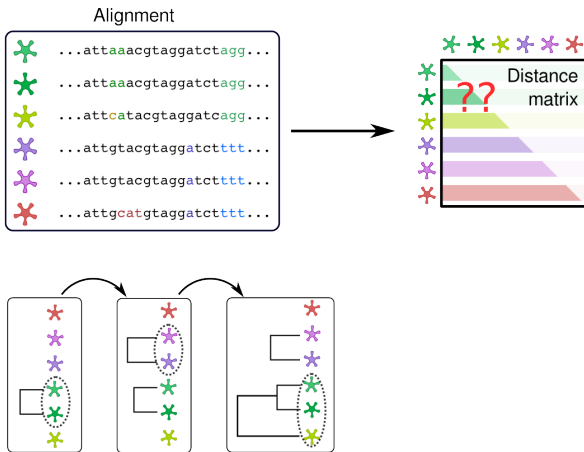 Alignment
...attaaacgtaggatctagg...
...attaaacgtaggatctagg...
...attcatacgtaggatcagg...
...attgtacgtaggatctttt...
...attgtacgtaggatctttt...
...attgcatgtaggatctttt...
Distance
matrix
??